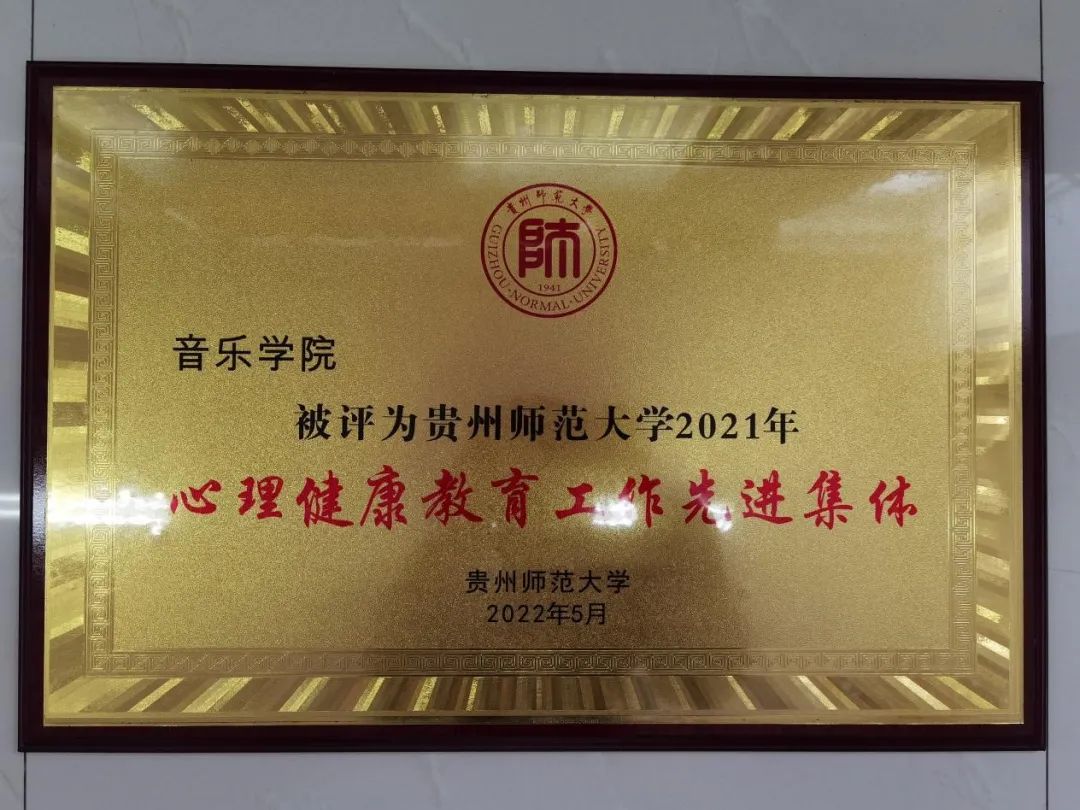 贵州师范大学
師
1941
GUIZHOU·NORMAL·UNIVERSITY
音乐学院
被评为贵州师范大学2021年
心理健康教育工作先进集体
贵州师范大学
2022年5月